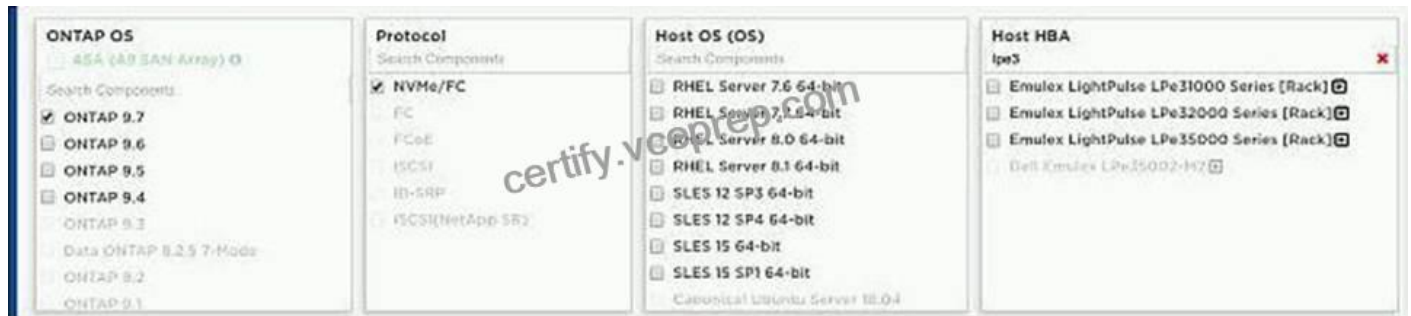 ONTAP OS
ASA (All SAN Array)
Search Components
ONTAP 9.7
ONTAP 9.6
ONTAP 9.5
ONTAP 9.4
ONTAP 9.3
Data ONTAP 8.2.5 7-Mode
ONTAP 9.2
ONTAP 9.1
Protocol
Search Components
NVMe/FC
FC
FCoE
iSCSI
IB-SRP
iSCSI(NetApp SB)
Host OS (OS)
Search Components
RHEL Server 7.6 64-bit
RHEL Server 7.7 64-bit
RHEL Server 8.0 64-bit
RHEL Server 8.1 64-bit
SLES 12 SP3 64-bit
SLES 12 SP4 64-bit
SLES 15 64-bit
SLES 15 SP1 64-bit
Canonical Ubuntu Server 18.04
Host HBA
lpe3
Emulex LightPulse LPe31000 Series [Rack]
Emulex LightPulse LPe32000 Series [Rack]
Emulex LightPulse LPe35000 Series [Rack]
Dell Emulex LPe35002-M2
certify.vceprep.com